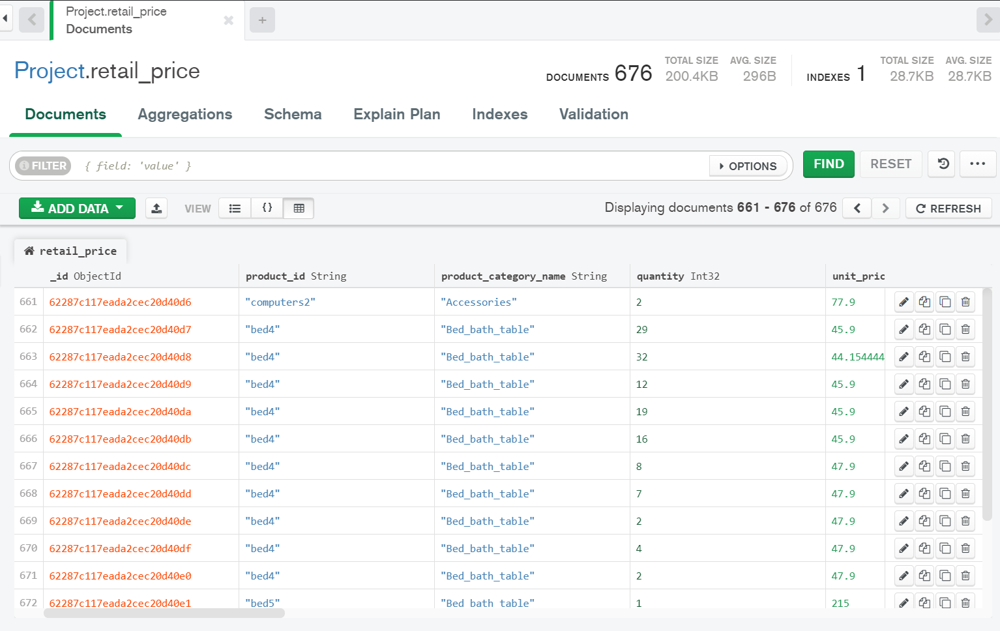 Project.retail_price
Documents
Project.retail_price
DOCUMENTS 676 TOTAL SIZE 200.4KB AVG. SIZE 296B INDEXES 1 TOTAL SIZE 28.7KB AVG. SIZE 28.7KB
Documents Aggregations Schema Explain Plan Indexes Validation
FILTER { field: 'value' } OPTIONS FIND RESET
ADD DATA VIEW {} Displaying documents 661 - 676 of 676 REFRESH
retail_price
_id ObjectId product_id String product_category_name String quantity Int32 unit_pric
661 62287c117eada2cec20d40d6 "computers2" "Accessories" 2 77.9
662 62287c117eada2cec20d40d7 "bed4" "Bed_bath_table" 29 45.9
663 62287c117eada2cec20d40d8 "bed4" "Bed_bath_table" 32 44.154444
664 62287c117eada2cec20d40d9 "bed4" "Bed_bath_table" 12 45.9
665 62287c117eada2cec20d40da "bed4" "Bed_bath_table" 19 45.9
666 62287c117eada2cec20d40db "bed4" "Bed_bath_table" 16 45.9
667 62287c117eada2cec20d40dc "bed4" "Bed_bath_table" 8 47.9
668 62287c117eada2cec20d40dd "bed4" "Bed_bath_table" 7 47.9
669 62287c117eada2cec20d40de "bed4" "Bed_bath_table" 2 47.9
670 62287c117eada2cec20d40df "bed4" "Bed_bath_table" 4 47.9
671 62287c117eada2cec20d40e0 "bed4" "Bed_bath_table" 2 47.9
672 62287c117eada2cec20d40e1 "bed5" "Bed_bath_table" 1 215